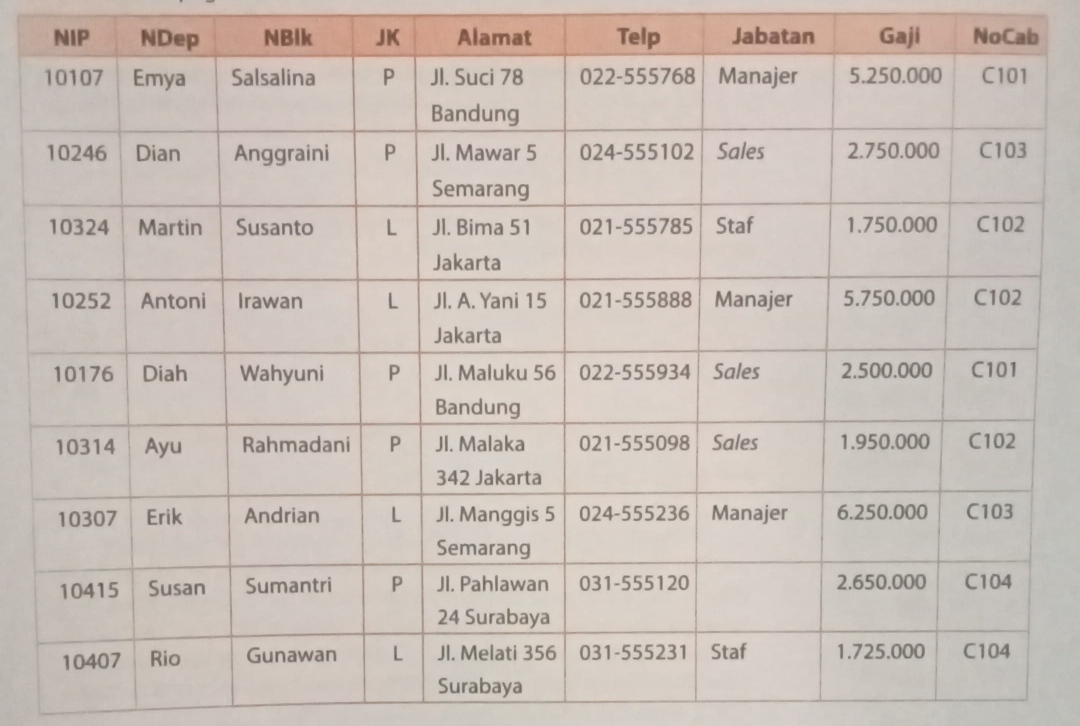 NIP NDep NBlk JK Alamat Telp Jabatan Gaji NoCab
10107 Emya Salsalina P Jl. Suci 78 022-555768 Manajer 5.250.000 C101
Bandung
10246 Dian Anggraini P Jl. Mawar 5 024-555102 Sales 2.750.000 C103
Semarang
10324 Martin Susanto L Jl. Bima 51 021-555785 Staf 1.750.000 C102
Jakarta
10252 Antoni Irawan L Jl. A. Yani 15 021-555888 Manajer 5.750.000 C102
Jakarta
10176 Diah Wahyuni P Jl. Maluku 56 022-555934 Sales 2.500.000 C101
Bandung
10314 Ayu Rahmadani P Jl. Malaka 021-555098 Sales 1.950.000 C102
342 Jakarta
10307 Erik Andrian L Jl. Manggis 5 024-555236 Manajer 6.250.000 C103
Semarang
10415 Susan Sumantri P Jl. Pahlawan 031-555120 2.650.000 C104
24 Surabaya
10407 Rio Gunawan L Jl. Melati 356 031-555231 Staf 1.725.000 C104
Surabaya